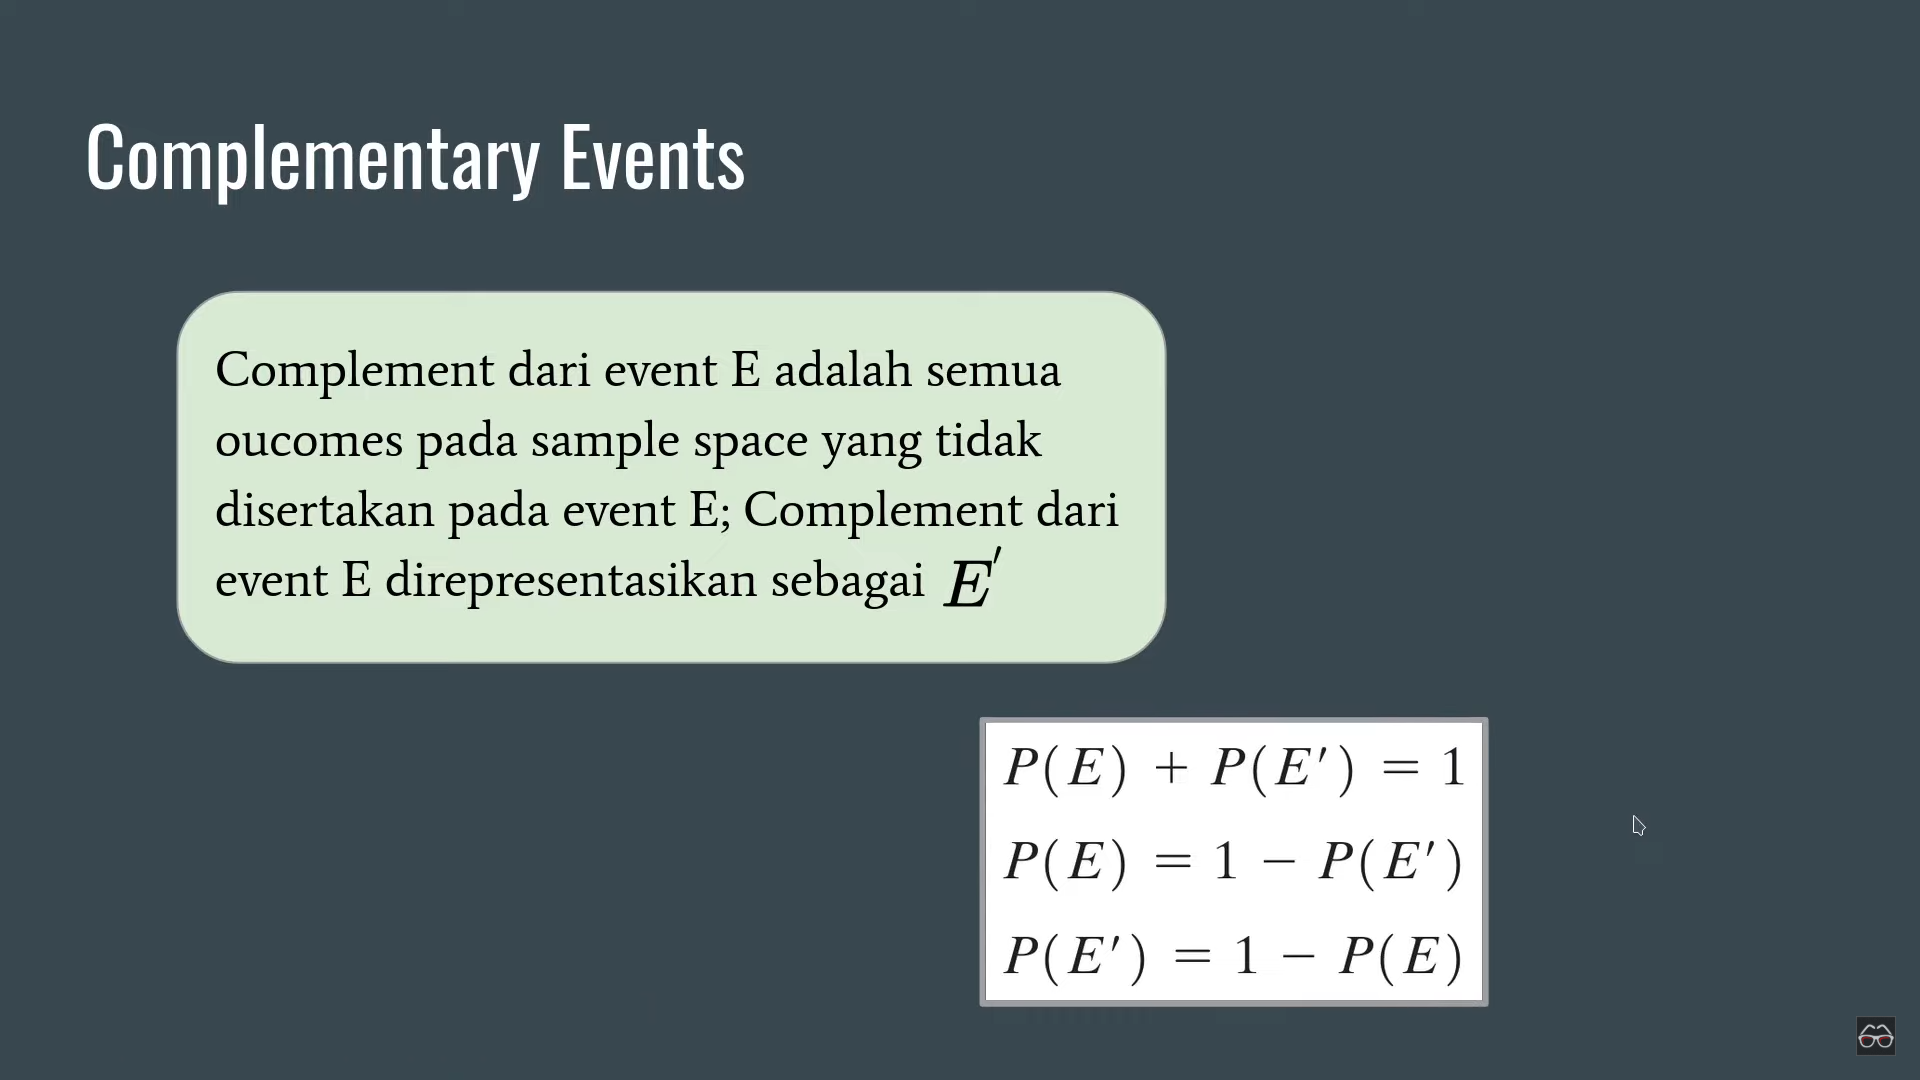 Complementary Events
Complement dari event E adalah semua
oucomes pada sample space yang tidak
disertakan pada event E; Complement dari
event E direpresentasikan sebagai E′
P(E) + P(E′) = 1
P(E) = 1 − P(E′)
P(E′) = 1 − P(E)